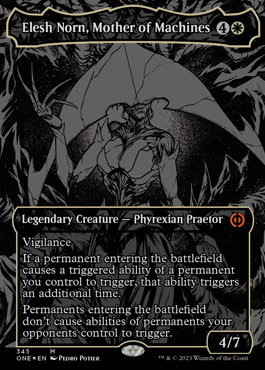 Elesh Norn, Mother of Machines 4
Legendary Creature — Phyrexian Praetor
Vigilance
If a permanent entering the battlefield
causes a triggered ability of a permanent
you control to trigger, that ability triggers
an additional time.
Permanents entering the battlefield
don't cause abilities of permanents your
opponents control to trigger.
4/7
345 M
ONE ★ EN Pedro Potier
™ & © 2023 Wizards of the Coast